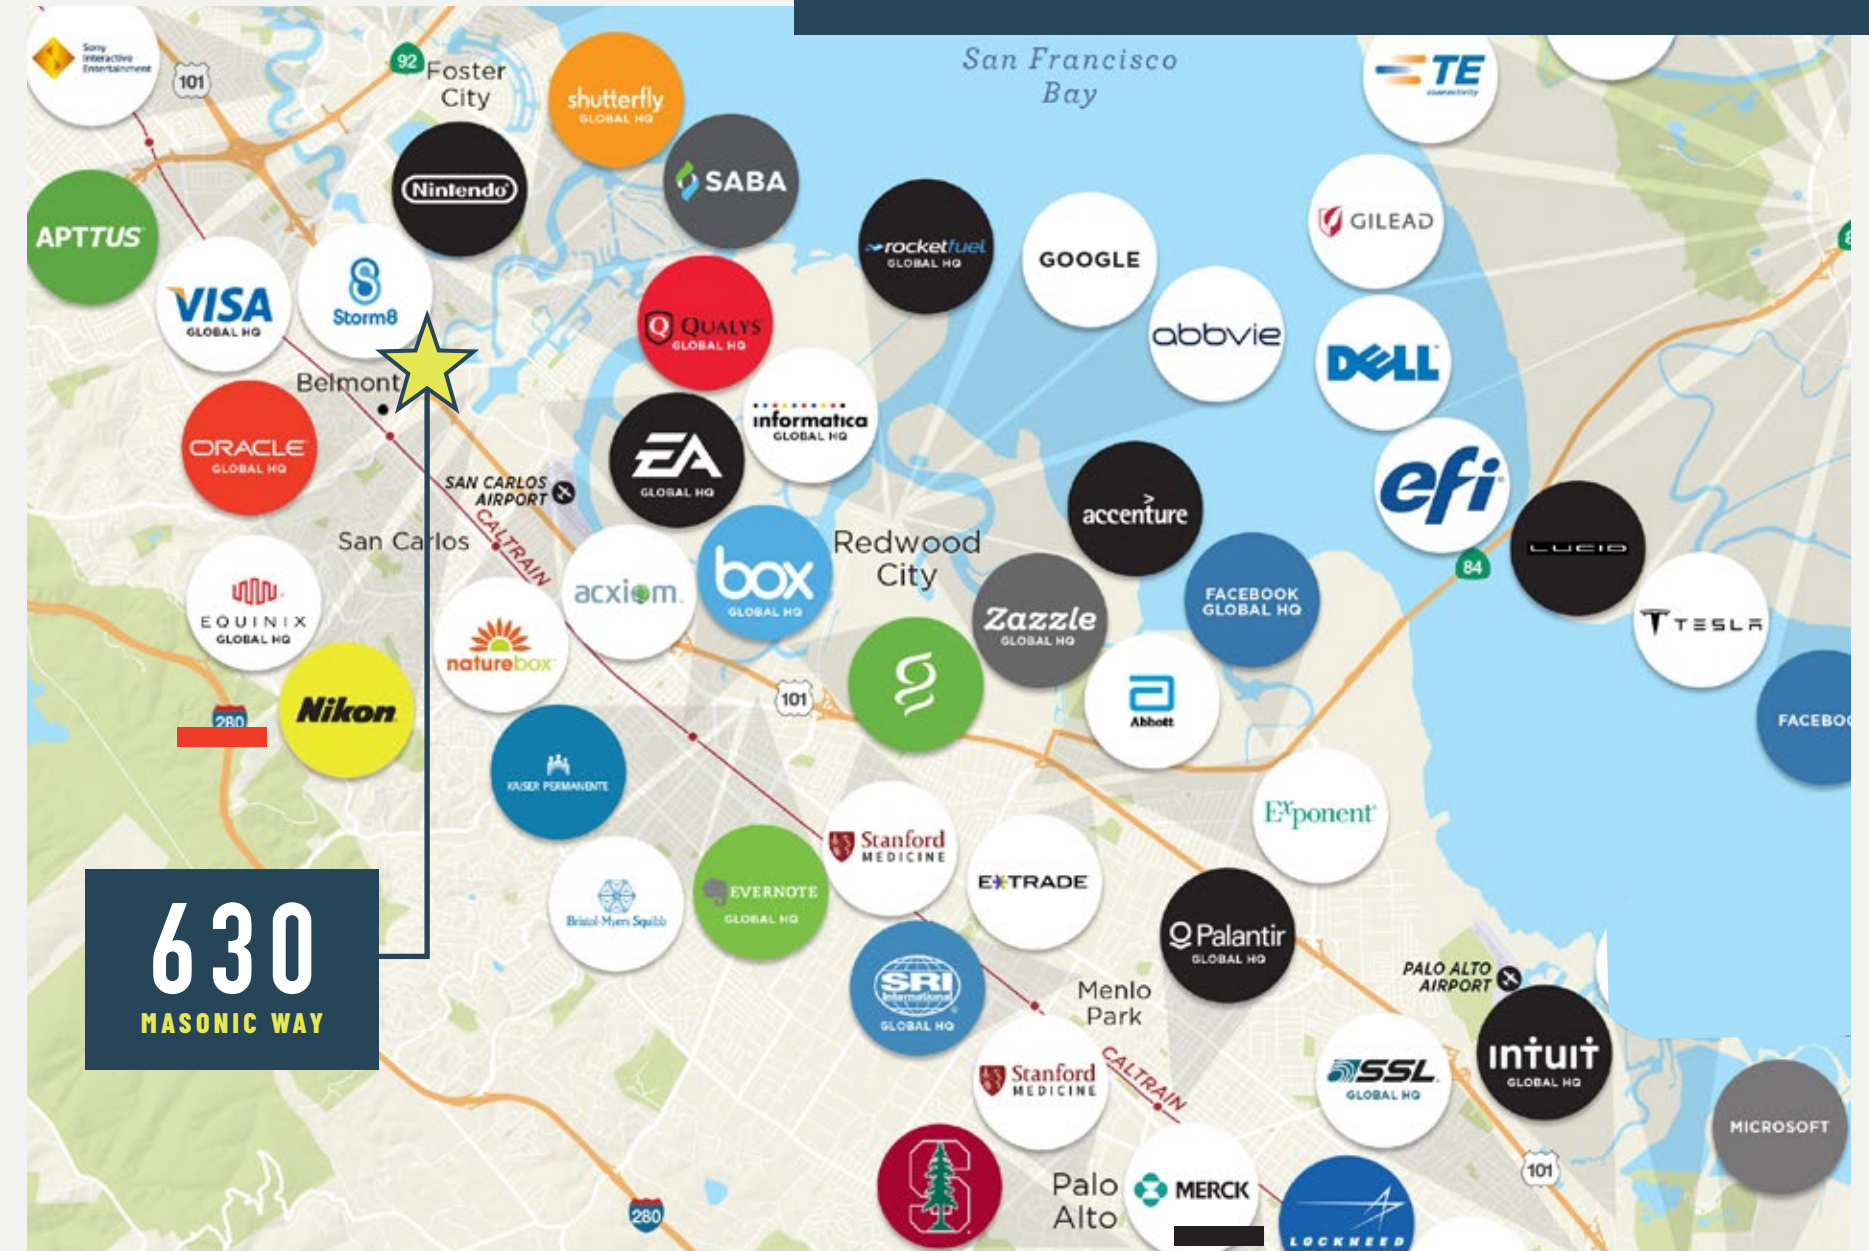 Sony
Interactive
Entertainment
101
92
Foster
City
shutterfly
GLOBAL HQ
San Francisco
Bay
TE
connectivity
Nintendo
SABA
APTTUS
VISA
GLOBAL HQ
Storm8
rocketfuel
GLOBAL HQ
GOOGLE
GILEAD
QUALYS
GLOBAL HQ
abbvie
DELL
Belmont
ORACLE
GLOBAL HQ
informatica
GLOBAL HQ
EA
GLOBAL HQ
SAN CARLOS
AIRPORT
CALTRAIN
San Carlos
accenture
efi
LUCID
84
Redwood
City
EQUINIX
GLOBAL HQ
acxiom
box
GLOBAL HQ
Zazzle
GLOBAL HQ
FACEBOOK
GLOBAL HQ
TESLA
naturebox
Nikon
280
101
Abbott
FACEBOO
KAISER PERMANENTE
Exponent
Stanford
MEDICINE
E*TRADE
Bristol-Myers Squibb
EVERNOTE
GLOBAL HQ
Palantir
GLOBAL HQ
630
MASONIC WAY
SRI
International
GLOBAL HQ
Menlo
Park
PALO ALTO
AIRPORT
Stanford
MEDICINE
CALTRAIN
SSL
GLOBAL HQ
intuit
GLOBAL HQ
MICROSOFT
101
280
S
Palo
Alto
MERCK
LOCKHEED